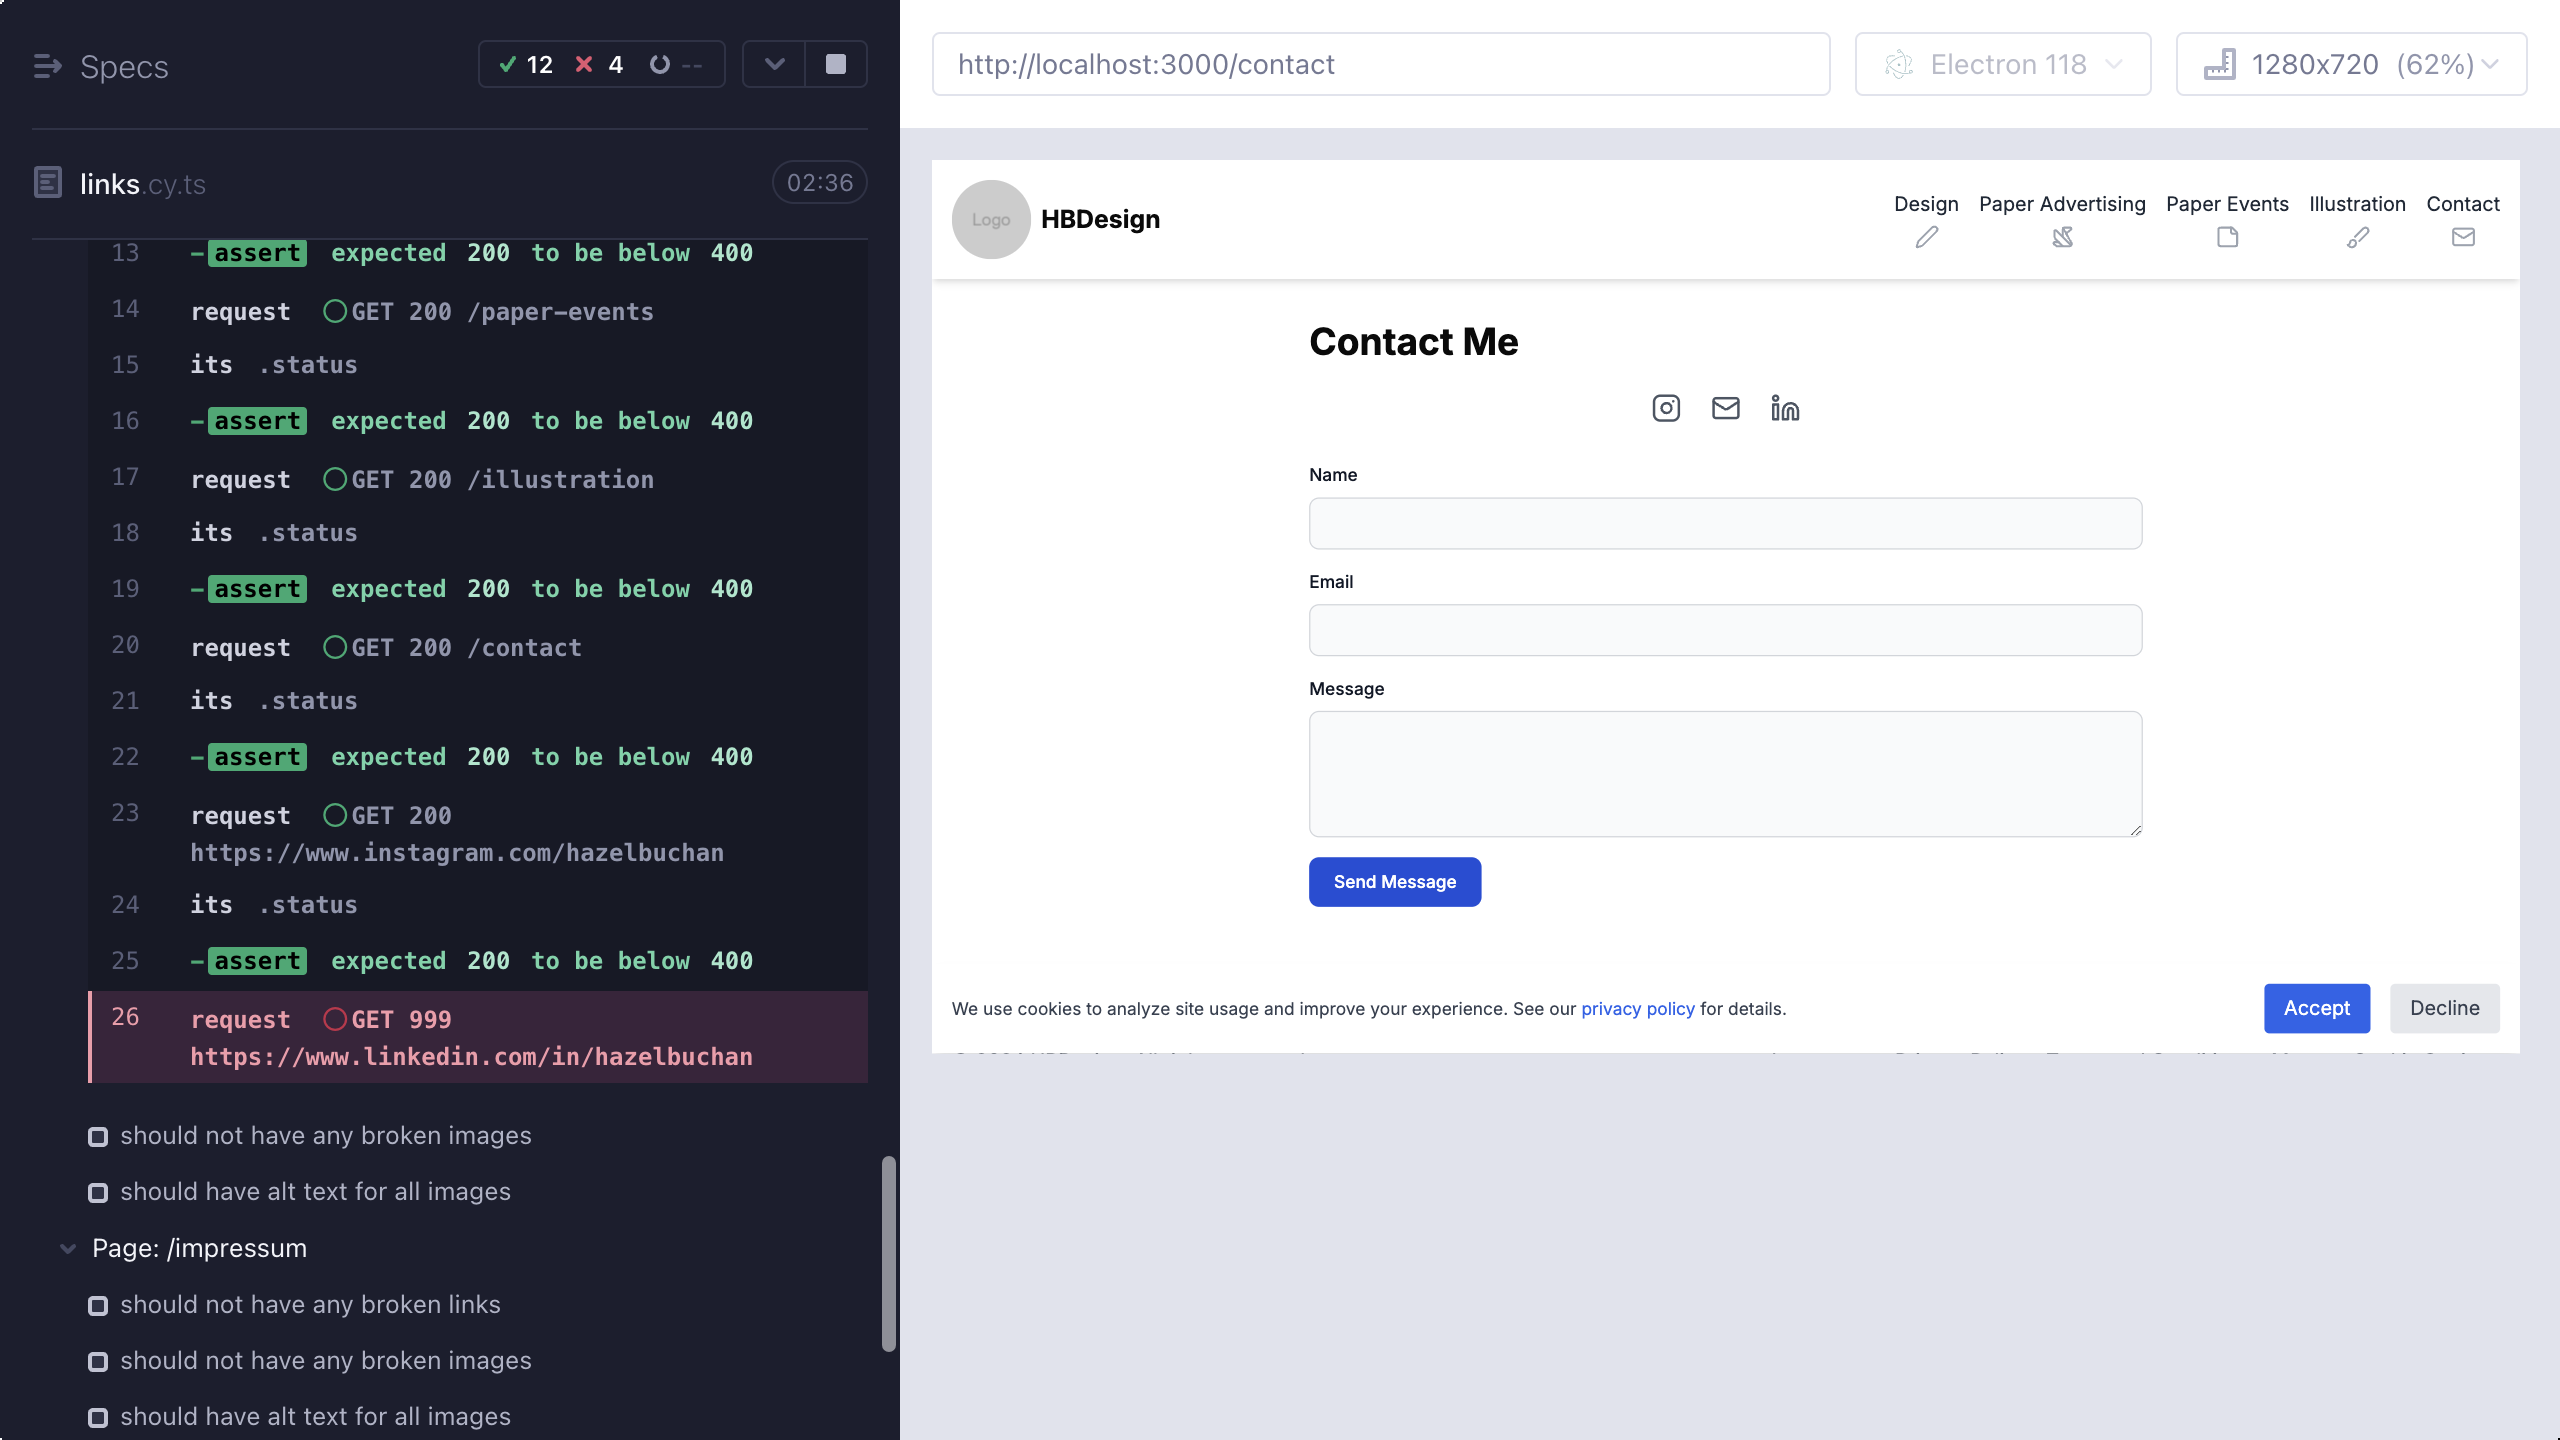 Specs
12 4 --
links.cy.ts
02:36
13 -assert expected 200 to be below 400
14 request GET 200 /paper-events
15 its .status
16 -assert expected 200 to be below 400
17 request GET 200 /illustration
18 its .status
19 -assert expected 200 to be below 400
20 request GET 200 /contact
21 its .status
22 -assert expected 200 to be below 400
23 request GET 200
https://www.instagram.com/hazelbuchan
24 its .status
25 -assert expected 200 to be below 400
26 request GET 999
https://www.linkedin.com/in/hazelbuchan
should not have any broken images
should have alt text for all images
Page: /impressum
should not have any broken links
should not have any broken images
should have alt text for all images
http://localhost:3000/contact
Electron 118
1280x720 (62%)
Logo
HBDesign
Design Paper Advertising Paper Events Illustration Contact
Contact Me
Name
Email
Message
Send Message
We use cookies to analyze site usage and improve your experience. See our privacy policy for details.
Accept
Decline